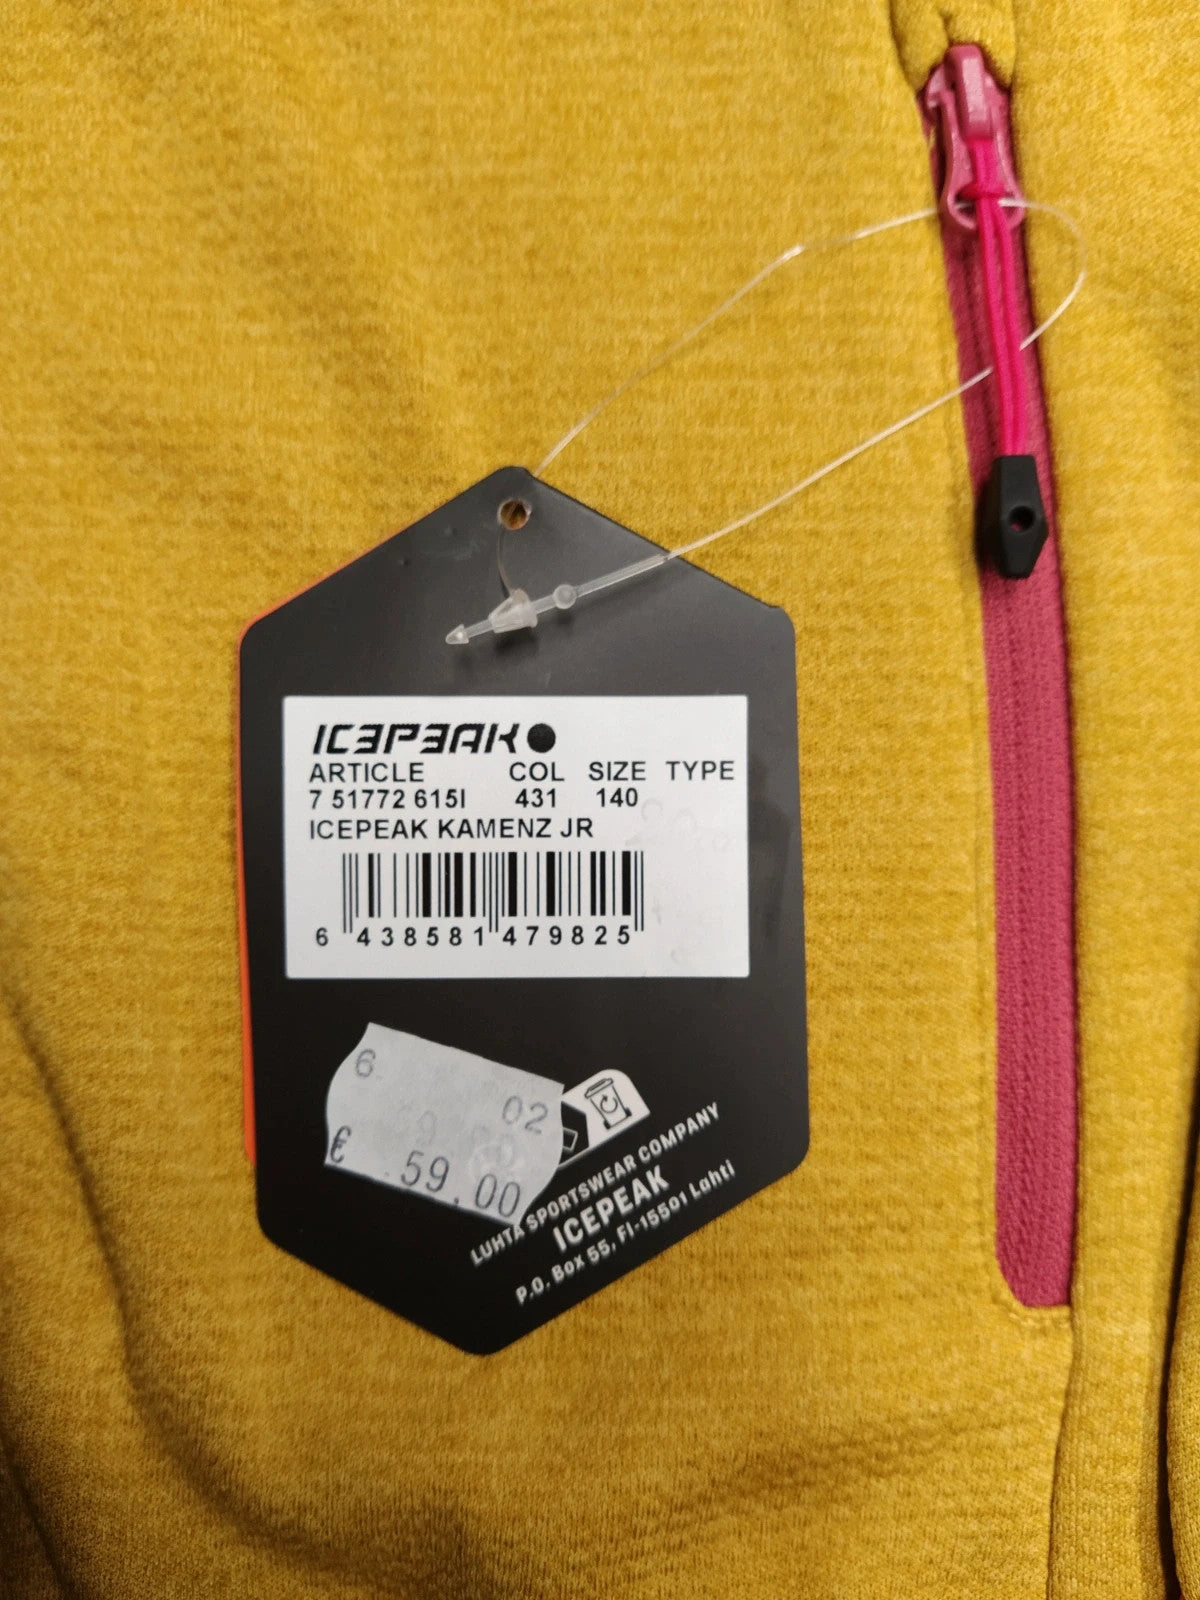 ICEPEAK
ARTICLE COL SIZE TYPE
7 51772 615I 431 140
ICEPEAK KAMENZ JR
6 438581 479825
6
02
€ 59.00
LUHTA SPORTSWEAR COMPANY
ICEPEAK
P.O. Box 55, FI-15501 Lahti